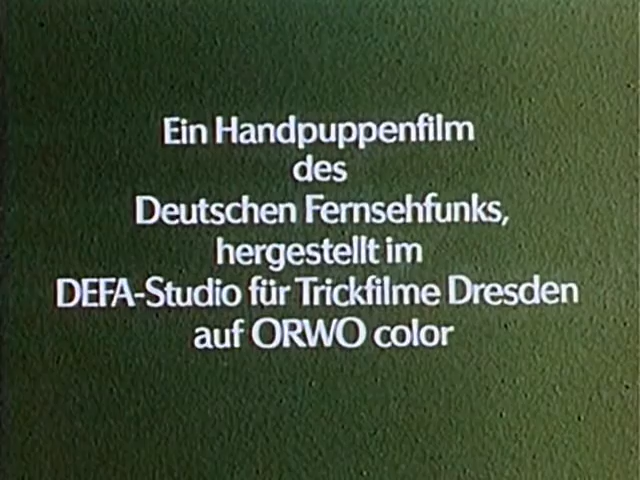 Ein Handpuppenfilm
des
Deutschen Fernsehfunks,
hergestellt im
DEFA-Studio für Trickfilme Dresden
auf ORWO color